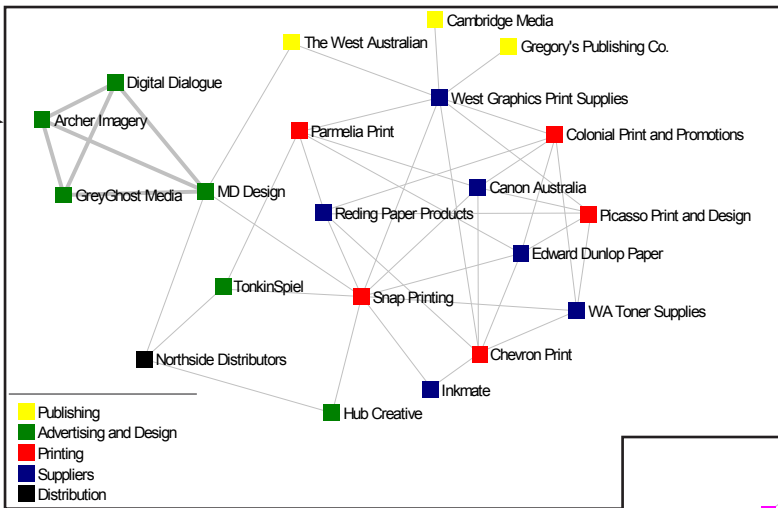 Cambridge Media
The West Australian
Gregory's Publishing Co.
Digital Dialogue
West Graphics Print Supplies
Archer Imagery
Parmelia Print
Colonial Print and Promotions
GreyGhost Media
MD Design
Canon Australia
Reding Paper Products
Picasso Print and Design
Edward Dunlop Paper
TonkinSpiel
Snap Printing
WA Toner Supplies
Northside Distributors
Chevron Print
Inkmate
Hub Creative
Publishing
Advertising and Design
Printing
Suppliers
Distribution